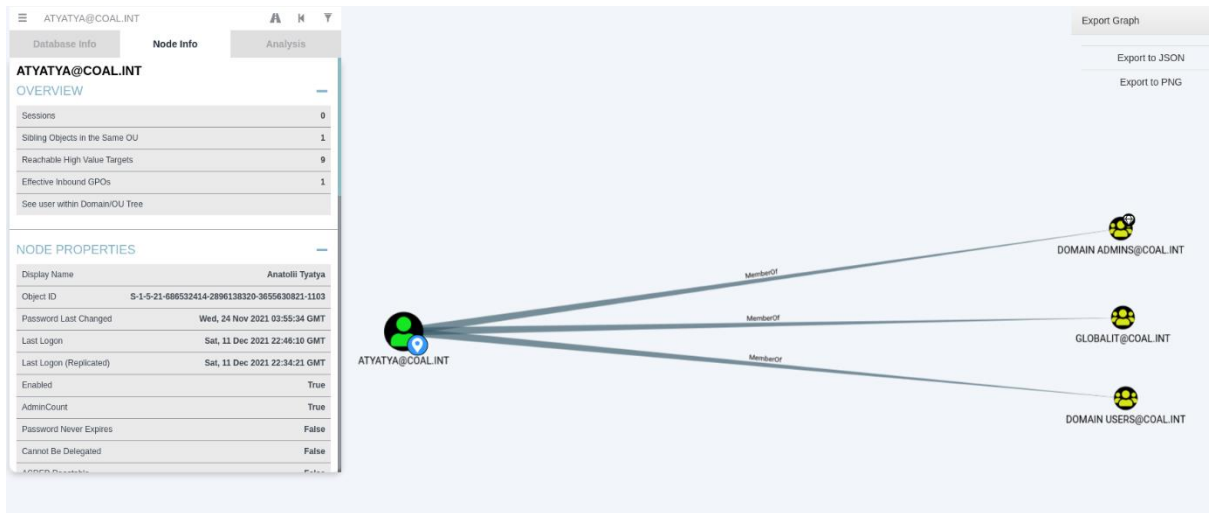 ATYATYA@COAL.INT
Database Info Node Info Analysis
ATYATYA@COAL.INT
OVERVIEW
Sessions 0
Sibling Objects in the Same OU 1
Reachable High Value Targets 9
Effective Inbound GPOs 1
See user within Domain/OU Tree
NODE PROPERTIES
Display Name Anatolii Tyatya
Object ID S-1-5-21-686532414-2896138320-3655630821-1103
Password Last Changed Wed, 24 Nov 2021 03:55:34 GMT
Last Logon Sat, 11 Dec 2021 22:46:10 GMT
Last Logon (Replicated) Sat, 11 Dec 2021 22:34:21 GMT
Enabled True
AdminCount True
Password Never Expires False
Cannot Be Delegated False
ATYATYA@COAL.INT
MemberOf
MemberOf
MemberOf
DOMAIN ADMINS@COAL.INT
GLOBALIT@COAL.INT
DOMAIN USERS@COAL.INT
Export Graph
Export to JSON
Export to PNG